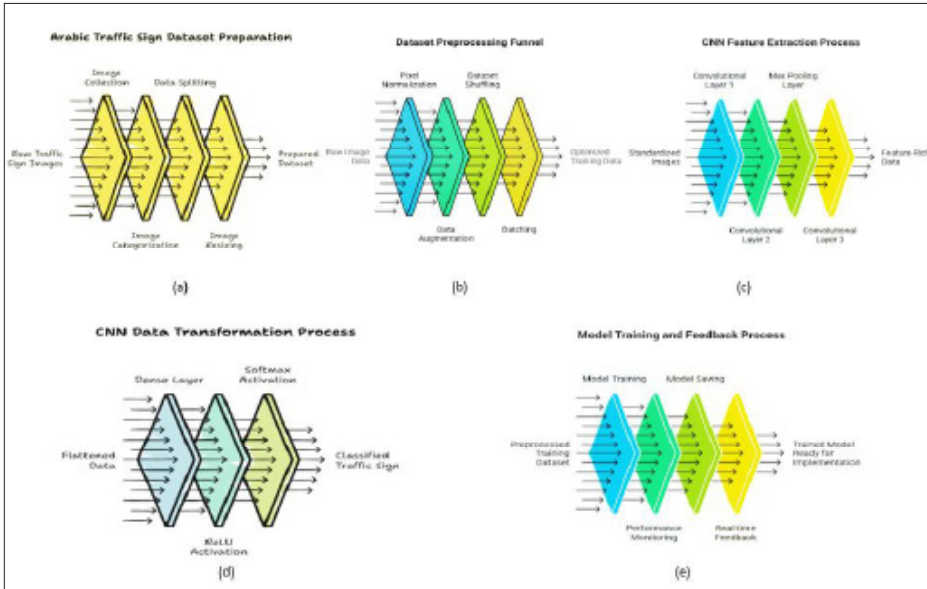 Arabic Traffic Sign Dataset Preparation
Image
Collection
Data Splitting
Raw Traffic
Sign Images
Prepared
Dataset
Image
Categorization
Image
Resizing
(a)
Dataset Preprocessing Funnel
Pixel
Normalization
Dataset
Shuffling
Raw Image
Data
Optimized
Training Data
Data
Augmentation
Batching
(b)
CNN Feature Extraction Process
Convolutional
Layer 1
Max Pooling
Layer
Standardized
Images
Feature-Rich
Data
Convolutional
Layer 2
Convolutional
Layer 3
(c)
CNN Data Transformation Process
Dense Layer
Softmax
Activation
Flattened
Data
Classified
Traffic Sign
ReLU
Activation
(d)
Model Training and Feedback Process
Model Training
Model Saving
Preprocessed
Training
Dataset
Trained Model
Ready for
Implementation
Performance
Monitoring
Real-time
Feedback
(e)